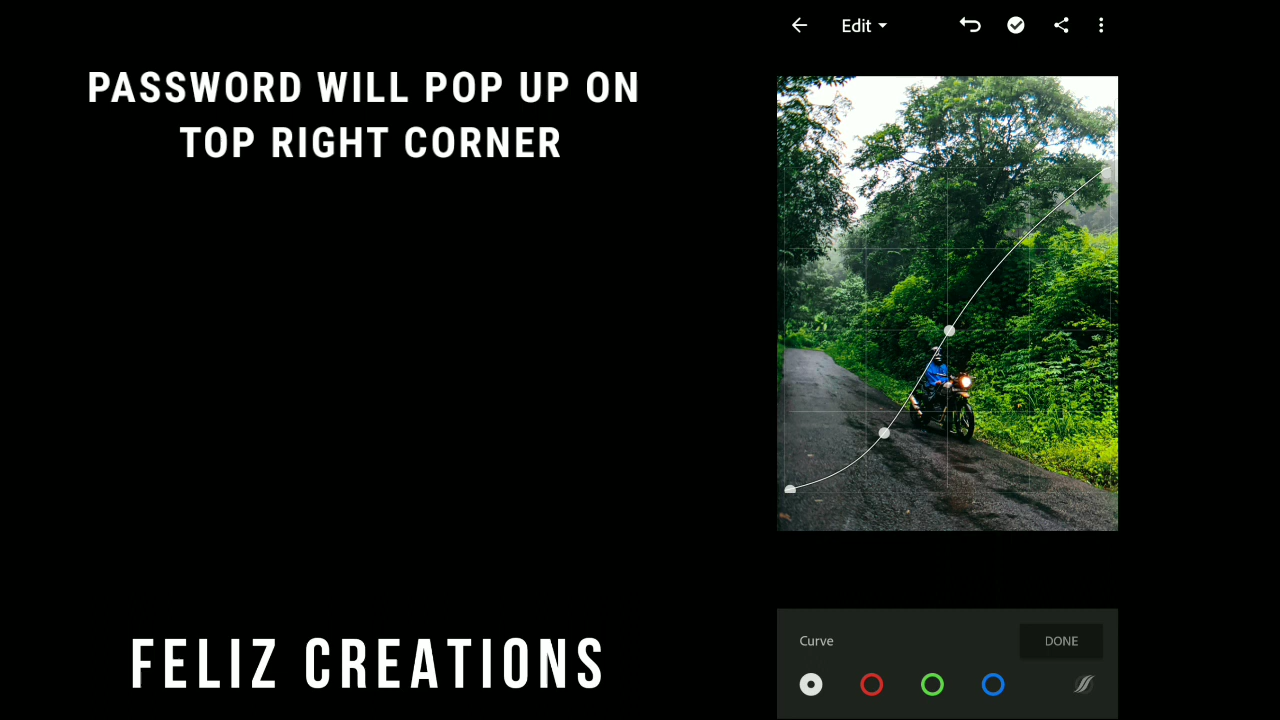 PASSWORD WILL POP UP ON
TOP RIGHT CORNER
FELIZ CREATIONS
Edit
Curve
DONE